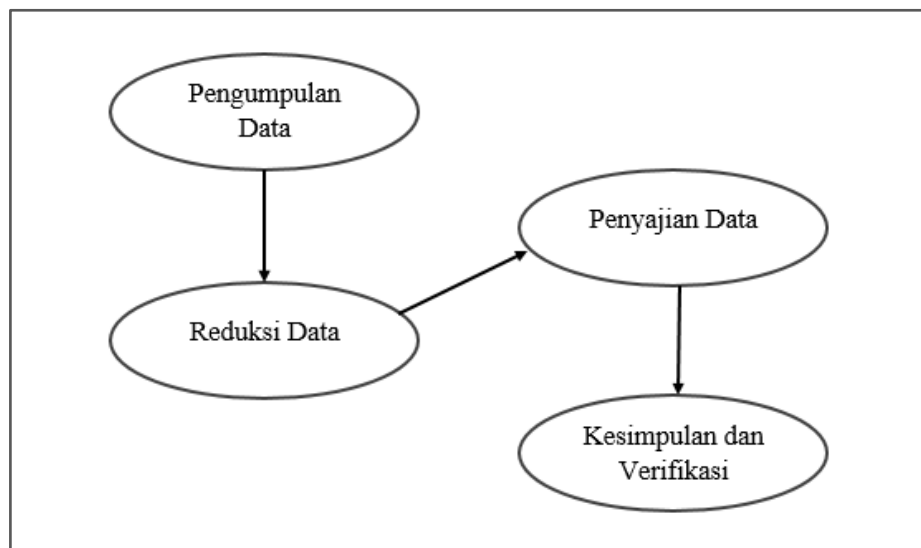 Pengumpulan
Data
Reduksi Data
Penyajian Data
Kesimpulan dan
Verifikasi